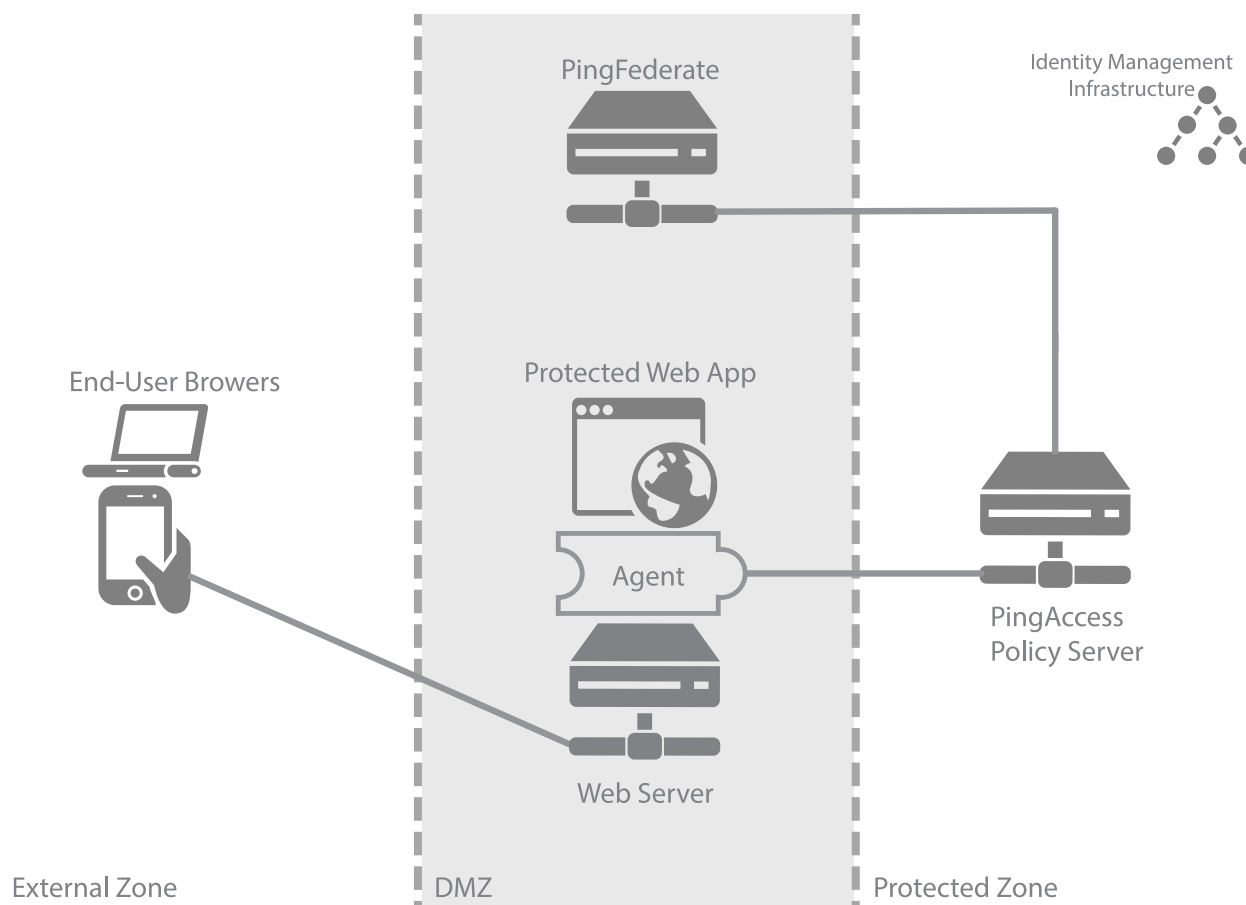 PingFederate
Identity Management
Infrastructure
End-User Browers
Protected Web App
Agent
PingAccess
Policy Server
Web Server
External Zone
DMZ
Protected Zone